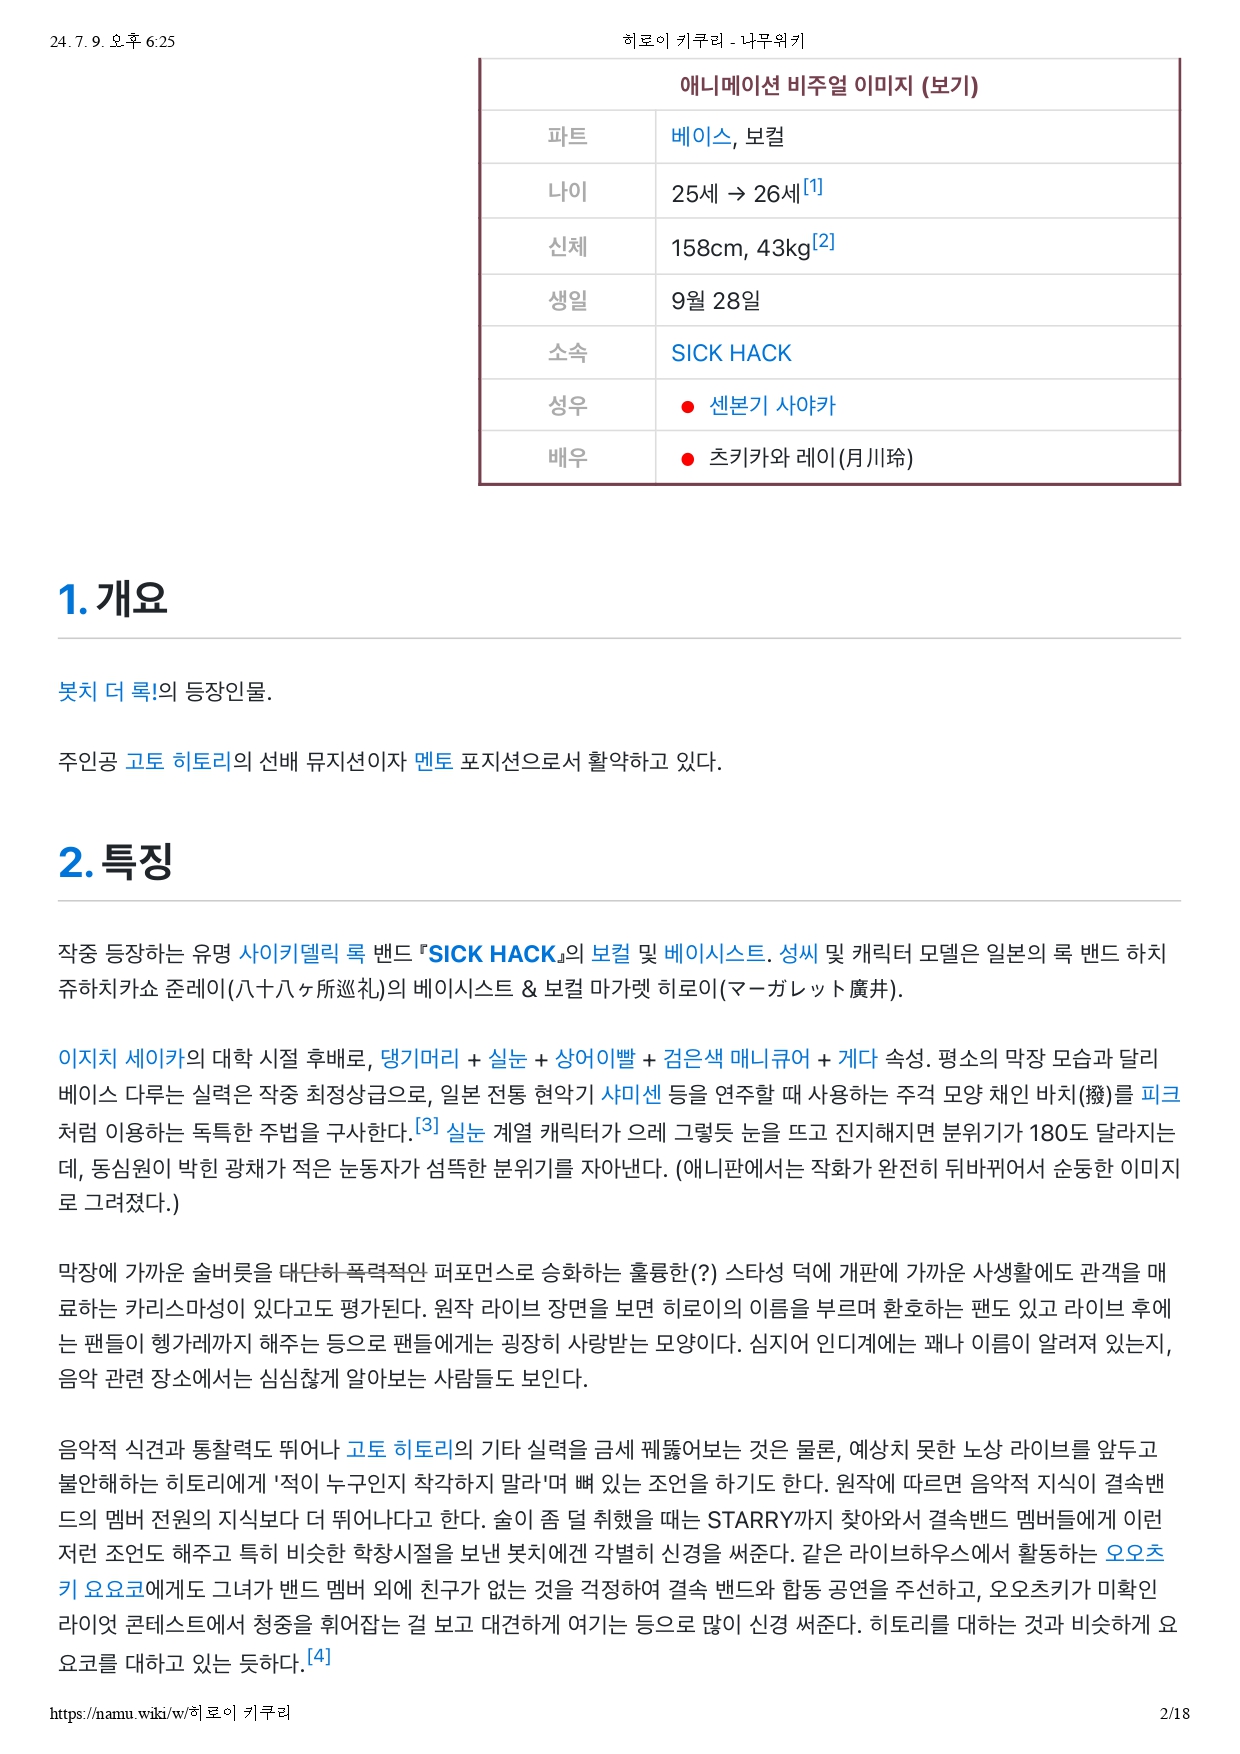 24. 7. 9. 오후 6:25
히로이 키쿠리 - 나무위키
애니메이션 비주얼 이미지 (보기)
파트 베이스, 보컬
나이 25세 → 26세[1]
신체 158cm, 43kg[2]
생일 9월 28일
소속 SICK HACK
성우 ● 센본기 사야카
배우 ● 츠키카와 레이(月川玲)
1. 개요
봇치 더 록!의 등장인물.
주인공 고토 히토리의 선배 뮤지션이자 멘토 포지션으로서 활약하고 있다.
2. 특징
작중 등장하는 유명 사이키델릭 록 밴드 『SICK HACK』의 보컬 및 베이시스트. 성씨 및 캐릭터 모델은 일본의 록 밴드 하치
쥬하치카쇼 준레이(八十八ヶ所巡礼)의 베이시스트 & 보컬 마가렛 히로이(マーガレット廣井).
이지치 세이카의 대학 시절 후배로, 댕기머리 + 실눈 + 상어이빨 + 검은색 매니큐어 + 게다 속성. 평소의 막장 모습과 달리
베이스 다루는 실력은 작중 최정상급으로, 일본 전통 현악기 샤미센 등을 연주할 때 사용하는 주걱 모양 채인 바치(撥)를 피크
처럼 이용하는 독특한 주법을 구사한다.[3] 실눈 계열 캐릭터가 으레 그렇듯 눈을 뜨고 진지해지면 분위기가 180도 달라지는
데, 동심원이 박힌 광채가 적은 눈동자가 섬뜩한 분위기를 자아낸다. (애니판에서는 작화가 완전히 뒤바뀌어서 순둥한 이미지
로 그려졌다.)
막장에 가까운 술버릇을 대단히 폭력적인 퍼포먼스로 승화하는 훌륭한(?) 스타성 덕에 개판에 가까운 사생활에도 관객을 매
료하는 카리스마성이 있다고도 평가된다. 원작 라이브 장면을 보면 히로이의 이름을 부르며 환호하는 팬도 있고 라이브 후에
는 팬들이 헹가레까지 해주는 등으로 팬들에게는 굉장히 사랑받는 모양이다. 심지어 인디계에는 꽤나 이름이 알려져 있는지,
음악 관련 장소에서는 심심찮게 알아보는 사람들도 보인다.
음악적 식견과 통찰력도 뛰어나 고토 히토리의 기타 실력을 금세 꿰뚫어보는 것은 물론, 예상치 못한 노상 라이브를 앞두고
불안해하는 히토리에게 '적이 누구인지 착각하지 말라'며 뼈 있는 조언을 하기도 한다. 원작에 따르면 음악적 지식이 결속밴
드의 멤버 전원의 지식보다 더 뛰어나다고 한다. 술이 좀 덜 취했을 때는 STARRY까지 찾아와서 결속밴드 멤버들에게 이런
저런 조언도 해주고 특히 비슷한 학창시절을 보낸 봇치에겐 각별히 신경을 써준다. 같은 라이브하우스에서 활동하는 오오츠
키 요요코에게도 그녀가 밴드 멤버 외에 친구가 없는 것을 걱정하여 결속 밴드와 합동 공연을 주선하고, 오오츠키가 미확인
라이엇 콘테스트에서 청중을 휘어잡는 걸 보고 대견하게 여기는 등으로 많이 신경 써준다. 히토리를 대하는 것과 비슷하게 요
요코를 대하고 있는 듯하다.[4]
https://namu.wiki/w/히로이 키쿠리
2/18